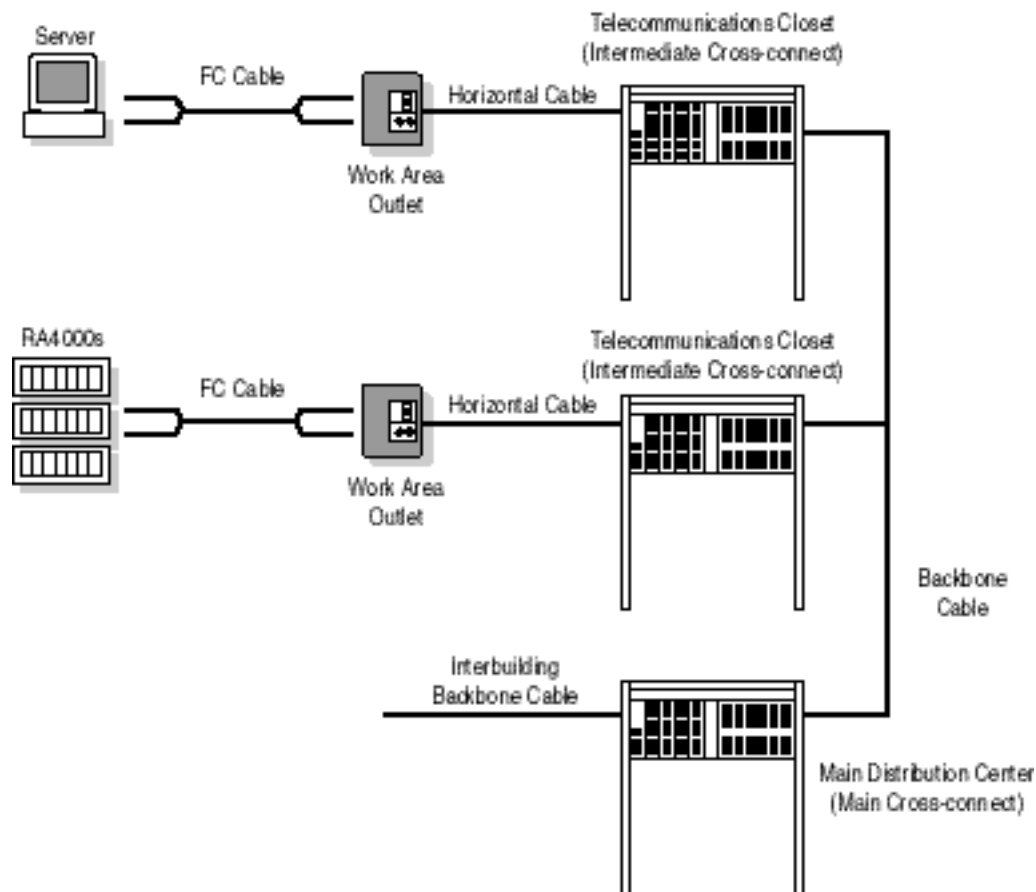 Server
FC Cable
Work Area
Outlet
Horizontal Cable
Telecommunications Closet
(Intermediate Cross-connect)
RA4000s
FC Cable
Work Area
Outlet
Horizontal Cable
Telecommunications Closet
(Intermediate Cross-connect)
Backbone
Cable
Interbuilding
Backbone Cable
Main Distribution Center
(Main Cross-connect)